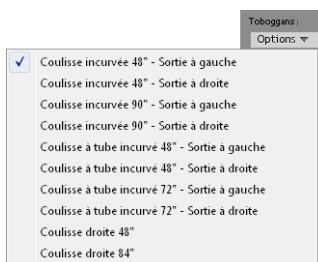 Toboggans :
Options
Coulisse incurvée 48" - Sortie à gauche
Coulisse incurvée 48" - Sortie à droite
Coulisse incurvée 90" - Sortie à gauche
Coulisse incurvée 90" - Sortie à droite
Coulisse à tube incurvé 48" - Sortie à gauche
Coulisse à tube incurvé 48" - Sortie à droite
Coulisse à tube incurvé 72" - Sortie à gauche
Coulisse à tube incurvé 72" - Sortie à droite
Coulisse droite 48"
Coulisse droite 84"